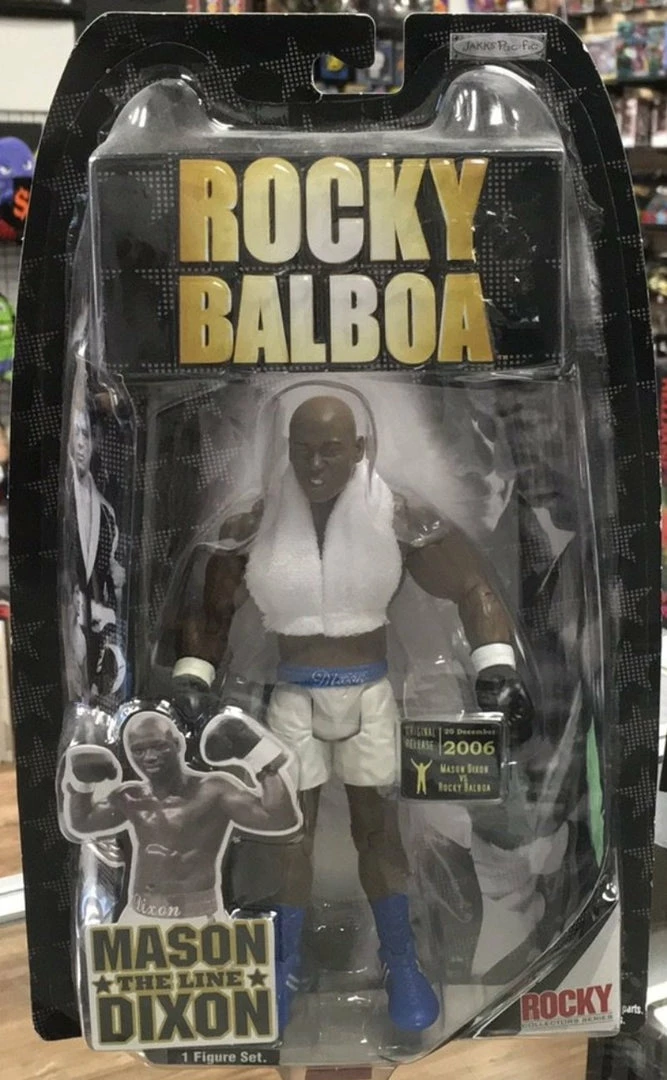 JAKKS Pacific
ROCKY
BALBOA
Mason
ORIGINAL
RELEASE
20 December
2006
MASON DIXON
VS
ROCKY BALBOA
Dixon
MASON
THE LINE
DIXON
1 Figure Set.
ROCKY
COLLECTORS SERIES
parts.